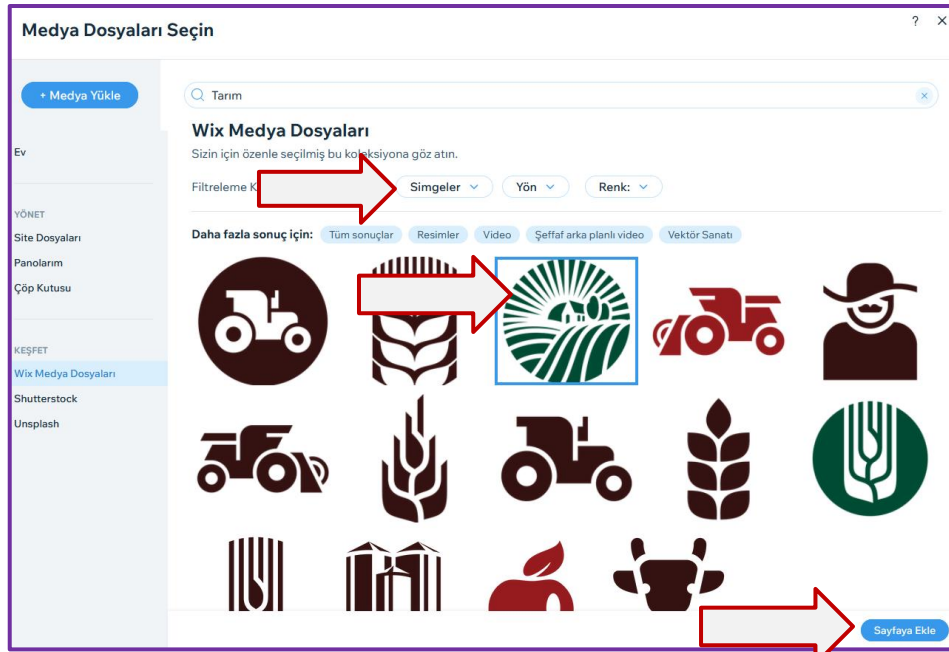 Medya Dosyaları Seçin
?
+ Medya Yükle
Tarım
Wix Medya Dosyaları
Sizin için özenle seçilmiş bu koleksiyona göz atın.
Ev
Filtreleme K
Simgeler
Yön
Renk:
YÖNET
Site Dosyaları
Panolarım
Çöp Kutusu
Daha fazla sonuç için: Tüm sonuçlar Resimler Video Şeffaf arka planlı video Vektör Sanatı
KEŞFET
Wix Medya Dosyaları
Shutterstock
Unsplash
Sayfaya Ekle